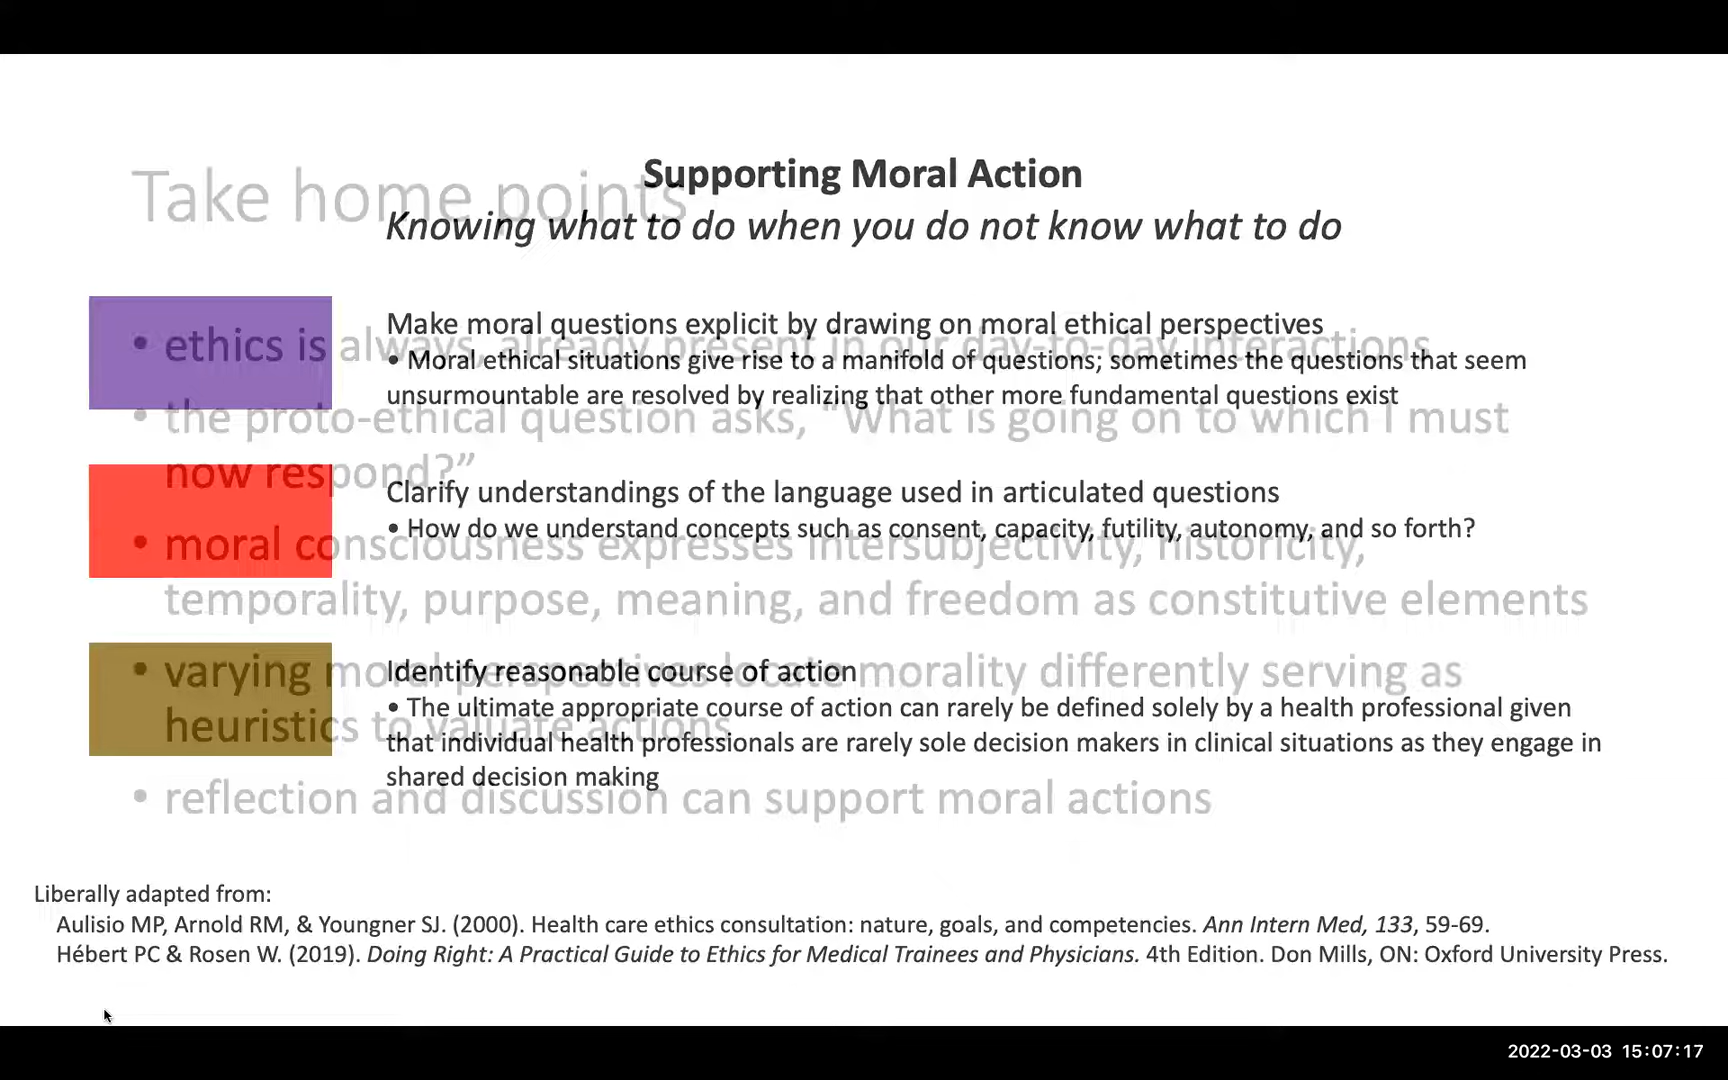 Supporting Moral Action
Knowing what to do when you do not know what to do
Make moral questions explicit by drawing on moral ethical perspectives
• Moral ethical situations give rise to a manifold of questions; sometimes the questions that seem
unsurmountable are resolved by realizing that other more fundamental questions exist
Clarify understandings of the language used in articulated questions
• How do we understand concepts such as consent, capacity, futility, autonomy, and so forth?
Identify reasonable course of action
• The ultimate appropriate course of action can rarely be defined solely by a health professional given
that individual health professionals are rarely sole decision makers in clinical situations as they engage in
shared decision making
Liberally adapted from:
Aulisio MP, Arnold RM, & Youngner SJ. (2000). Health care ethics consultation: nature, goals, and competencies. Ann Intern Med, 133, 59-69.
Hébert PC & Rosen W. (2019). Doing Right: A Practical Guide to Ethics for Medical Trainees and Physicians. 4th Edition. Don Mills, ON: Oxford University Press.
Take home points
• ethics is always, already present in our day-to-day interactions
• the proto-ethical question asks, “What is going on to which I must
now respond?”
• moral consciousness expresses intersubjectivity, historicity,
temporality, purpose, meaning, and freedom as constitutive elements
• varying moral perspectives locate morality differently serving as
heuristics to valuate actions
• reflection and discussion can support moral actions
2022-03-03 15:07:17